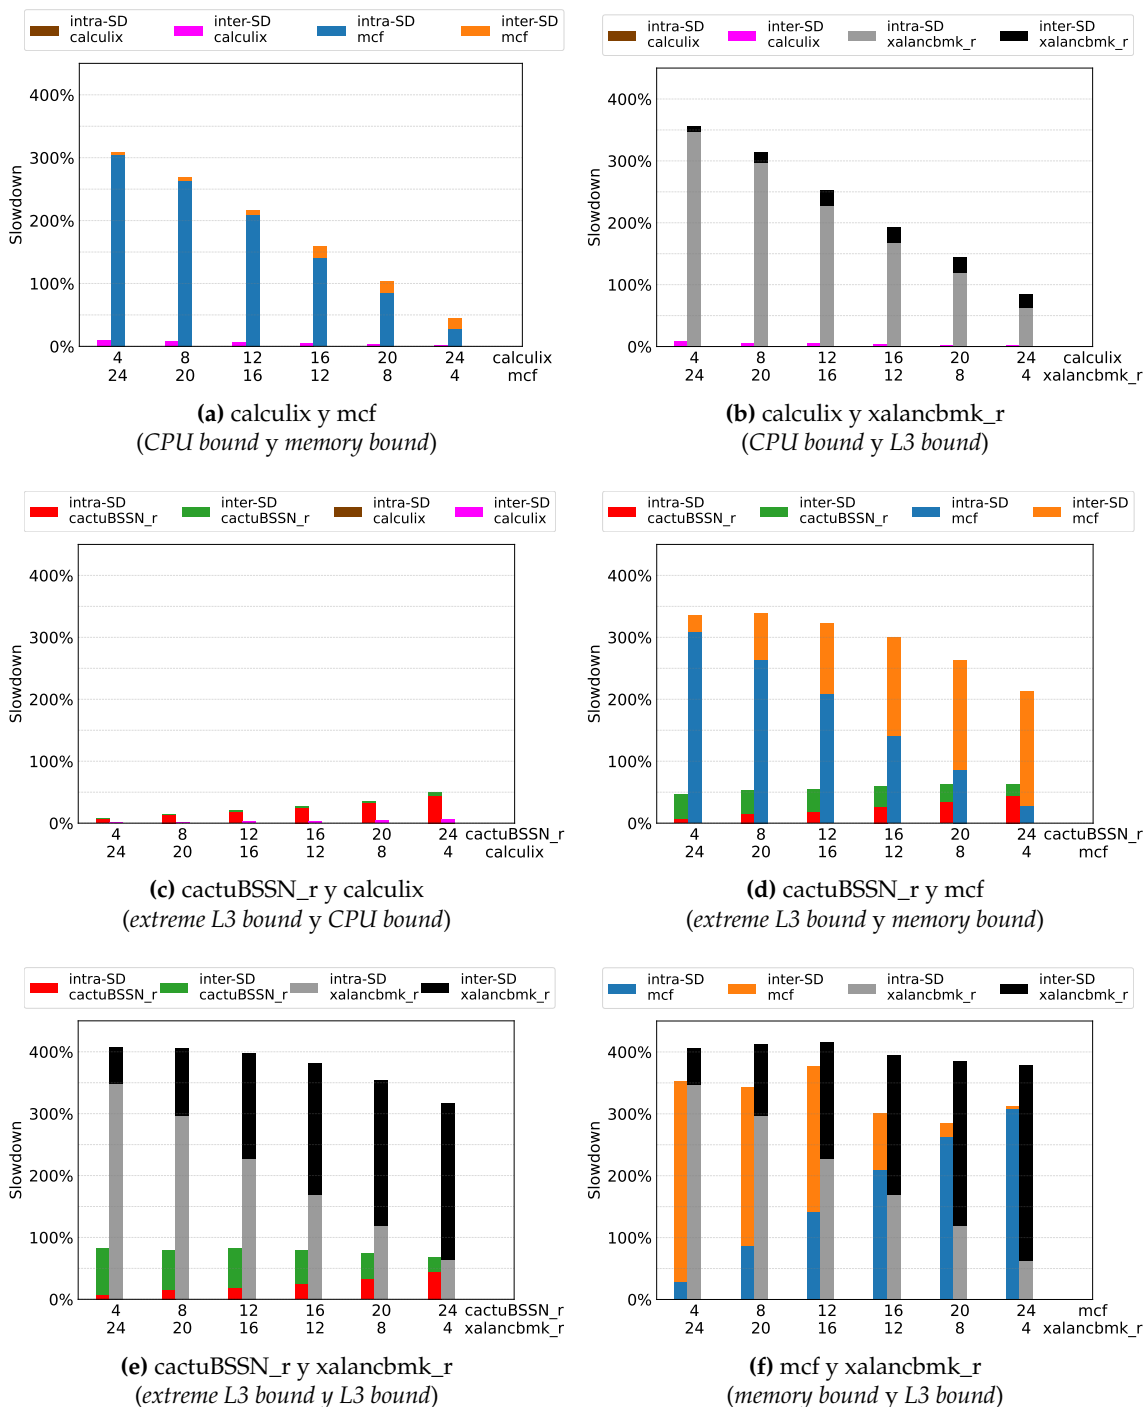 intra-SD calculix inter-SD calculix intra-SD mcf inter-SD mcf
400%
300%
200%
100%
0%
Slowdown
4 8 12 16 20 24 calculix
24 20 16 12 8 4 mcf
(a) calculix y mcf
(CPU bound y memory bound)
intra-SD calculix inter-SD calculix intra-SD xalancbmk_r inter-SD xalancbmk_r
400%
300%
200%
100%
0%
Slowdown
4 8 12 16 20 24 calculix
24 20 16 12 8 4 xalancbmk_r
(b) calculix y xalancbmk_r
(CPU bound y L3 bound)
intra-SD cactuBSSN_r inter-SD cactuBSSN_r intra-SD calculix inter-SD calculix
400%
300%
200%
100%
0%
Slowdown
4 8 12 16 20 24 cactuBSSN_r
24 20 16 12 8 4 calculix
(c) cactuBSSN_r y calculix
(extreme L3 bound y CPU bound)
intra-SD cactuBSSN_r inter-SD cactuBSSN_r intra-SD mcf inter-SD mcf
400%
300%
200%
100%
0%
Slowdown
4 8 12 16 20 24 cactuBSSN_r
24 20 16 12 8 4 mcf
(d) cactuBSSN_r y mcf
(extreme L3 bound y memory bound)
intra-SD cactuBSSN_r inter-SD cactuBSSN_r intra-SD xalancbmk_r inter-SD xalancbmk_r
400%
300%
200%
100%
0%
Slowdown
4 8 12 16 20 24 cactuBSSN_r
24 20 16 12 8 4 xalancbmk_r
(e) cactuBSSN_r y xalancbmk_r
(extreme L3 bound y L3 bound)
intra-SD mcf inter-SD mcf intra-SD xalancbmk_r inter-SD xalancbmk_r
400%
300%
200%
100%
0%
Slowdown
4 8 12 16 20 24 mcf
24 20 16 12 8 4 xalancbmk_r
(f) mcf y xalancbmk_r
(memory bound y L3 bound)